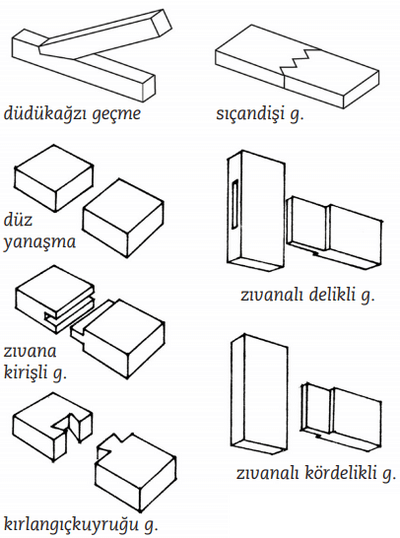 düdükağzı geçme
sıçandişi g.
düz
yanaşma
zıvanalı delikli g.
zıvana
kirişli g.
zıvanalı kördelikli g.
kırlangıçkuyruğu g.